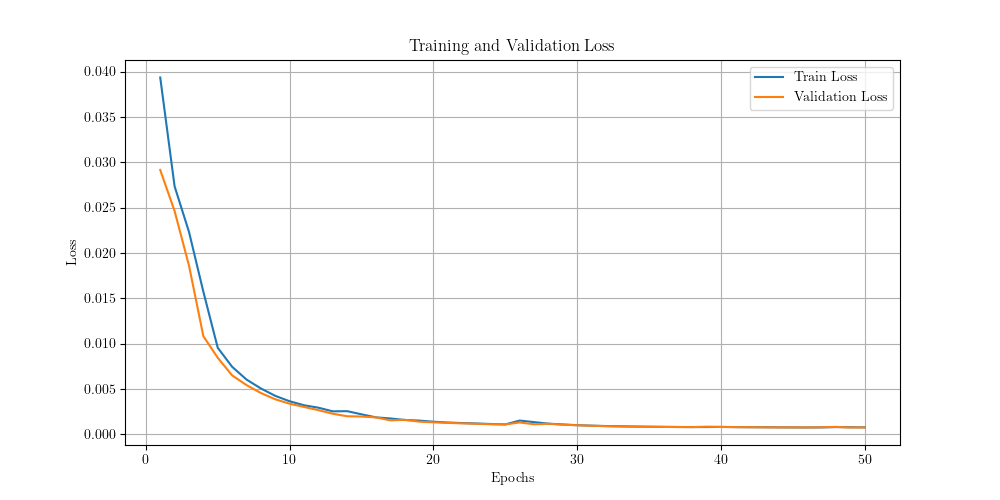 Training and Validation Loss
Train Loss
Validation Loss
0.040
0.035
0.030
0.025
0.020
0.015
0.010
0.005
0.000
Loss
0 10 20 30 40 50
Epochs